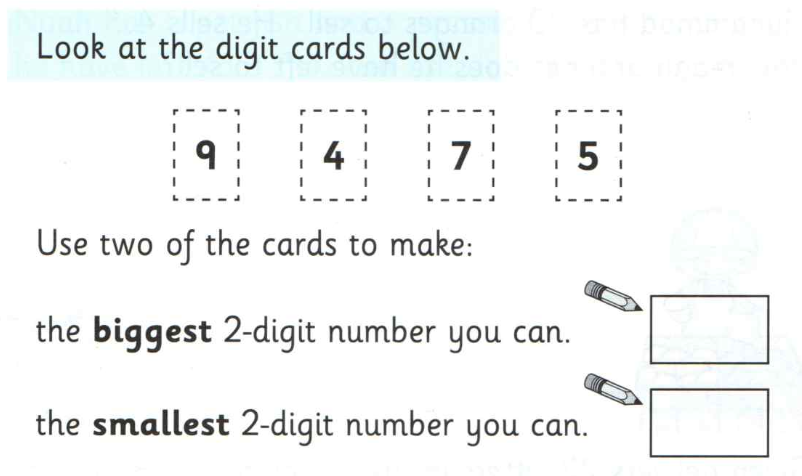 Look at the digit cards below.
9 4 7 5
Use two of the cards to make:
the biggest 2-digit number you can.
the smallest 2-digit number you can.